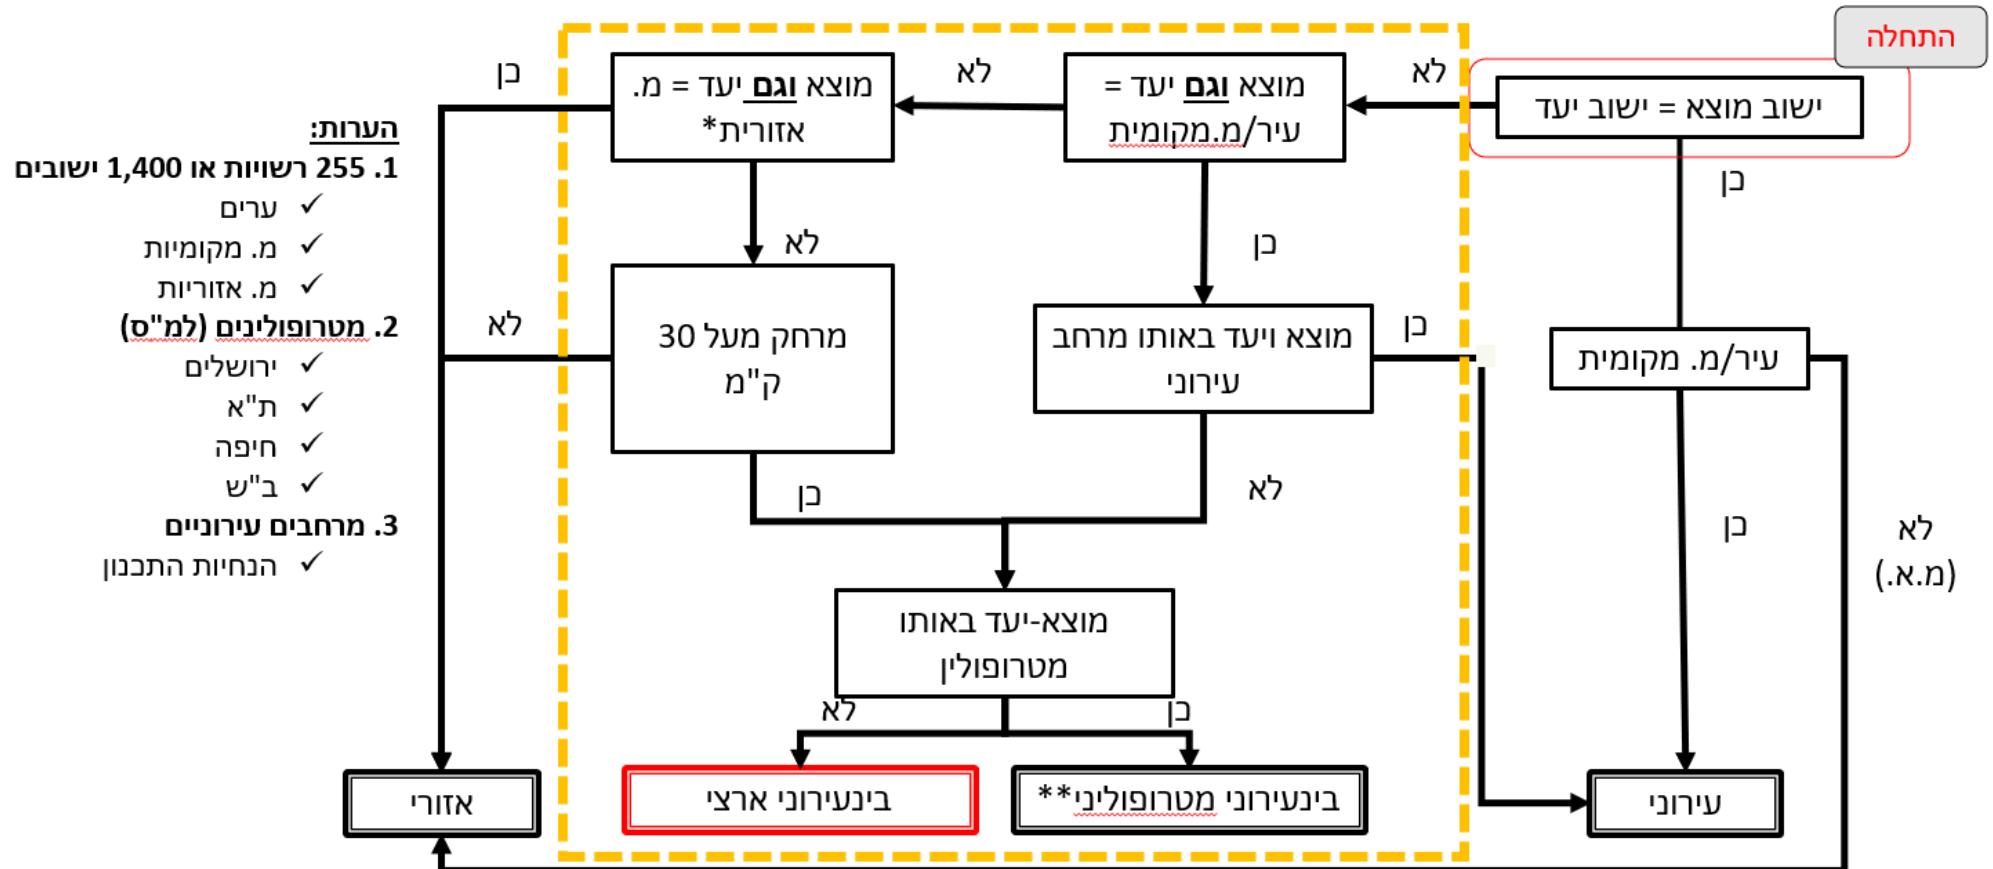 התחלה
ישוב מוצא = ישוב יעד
לא
כן
מוצא וגם יעד =
עיר/מ.מקומית
לא
כן
מוצא וגם יעד = מ.
אזורית*
כן
לא
מוצא ויעד באותו מרחב
עירוני
כן
לא
מרחק מעל 30
ק"מ
לא
כן
עיר/מ. מקומית
כן
לא
(מ.א.)
מוצא-יעד באותו
מטרופולין
כן
לא
עירוני
בינעירוני מטרופוליני**
בינעירוני ארצי
אזורי
הערות:
1. 255 רשויות או 1,400 ישובים
✓ ערים
✓ מ. מקומיות
✓ מ. אזוריות
2. מטרופולינים (למ"ס)
✓ ירושלים
✓ ת"א
✓ חיפה
✓ ב"ש
3. מרחבים עירוניים
✓ הנחיות התכנון